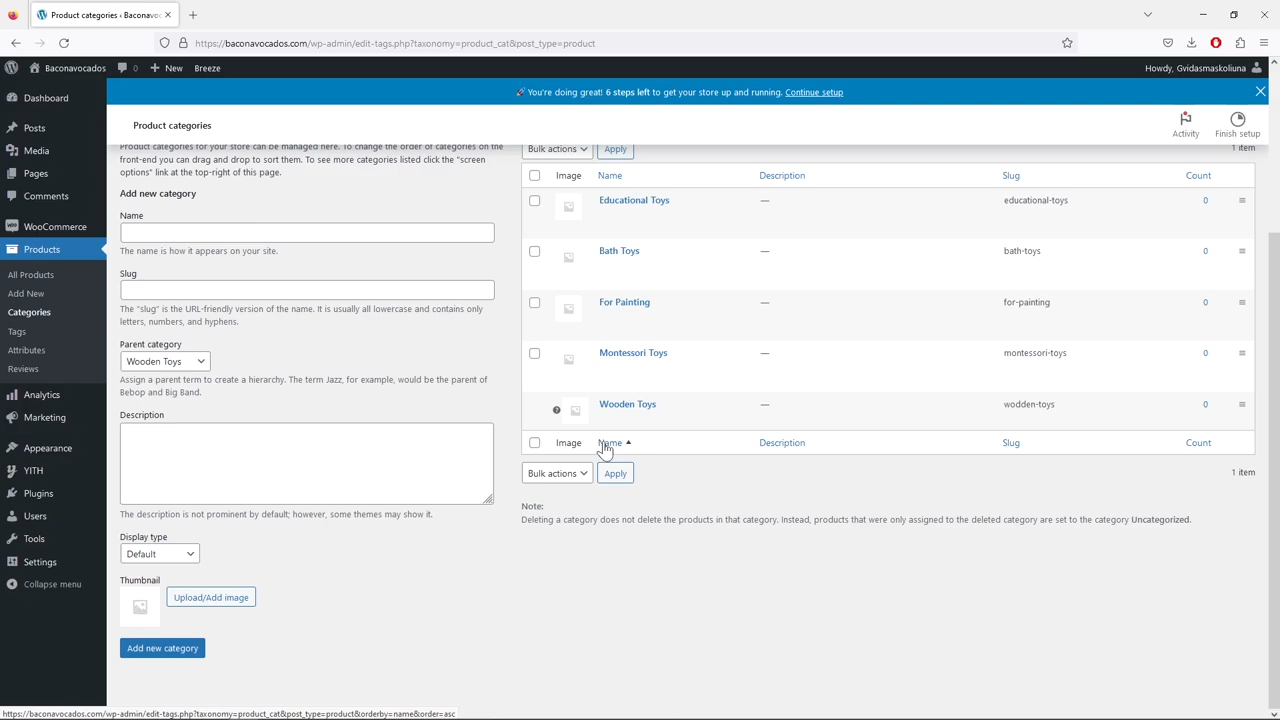 Product categories ‹ Baconavoc
https://baconavocados.com/wp-admin/edit-tags.php?taxonomy=product_cat&post_type=product
Baconavocados
0
New
Breeze
Howdy, Gvidasmaskoliuna
🚀 You're doing great! 6 steps left to get your store up and running. Continue setup
Dashboard
Posts
Media
Pages
Comments
WooCommerce
Products
All Products
Add New
Categories
Tags
Attributes
Reviews
Analytics
Marketing
Appearance
YITH
Plugins
Users
Tools
Settings
Collapse menu
Product categories
Activity
Finish setup
Product categories for your store can be managed here. To change the order of categories on
the front-end you can drag and drop to sort them. To see more categories listed click the "screen
options" link at the top-right of this page.
Add new category
Name
The name is how it appears on your site.
Slug
The "slug" is the URL-friendly version of the name. It is usually all lowercase and contains only
letters, numbers, and hyphens.
Parent category
Wooden Toys
Assign a parent term to create a hierarchy. The term Jazz, for example, would be the parent of
Bebop and Big Band.
Description
The description is not prominent by default; however, some themes may show it.
Display type
Default
Thumbnail
Upload/Add image
Add new category
Bulk actions
Apply
1 item
Image Name Description Slug Count
Educational Toys — educational-toys 0
Bath Toys — bath-toys 0
For Painting — for-painting 0
Montessori Toys — montessori-toys 0
Wooden Toys — wodden-toys 0
Image Name Description Slug Count
Bulk actions
Apply
1 item
Note:
Deleting a category does not delete the products in that category. Instead, products that were only assigned to the deleted category are set to the category Uncategorized.
https://baconavocados.com/wp-admin/edit-tags.php?taxonomy=product_cat&post_type=product&orderby=name&order=asc